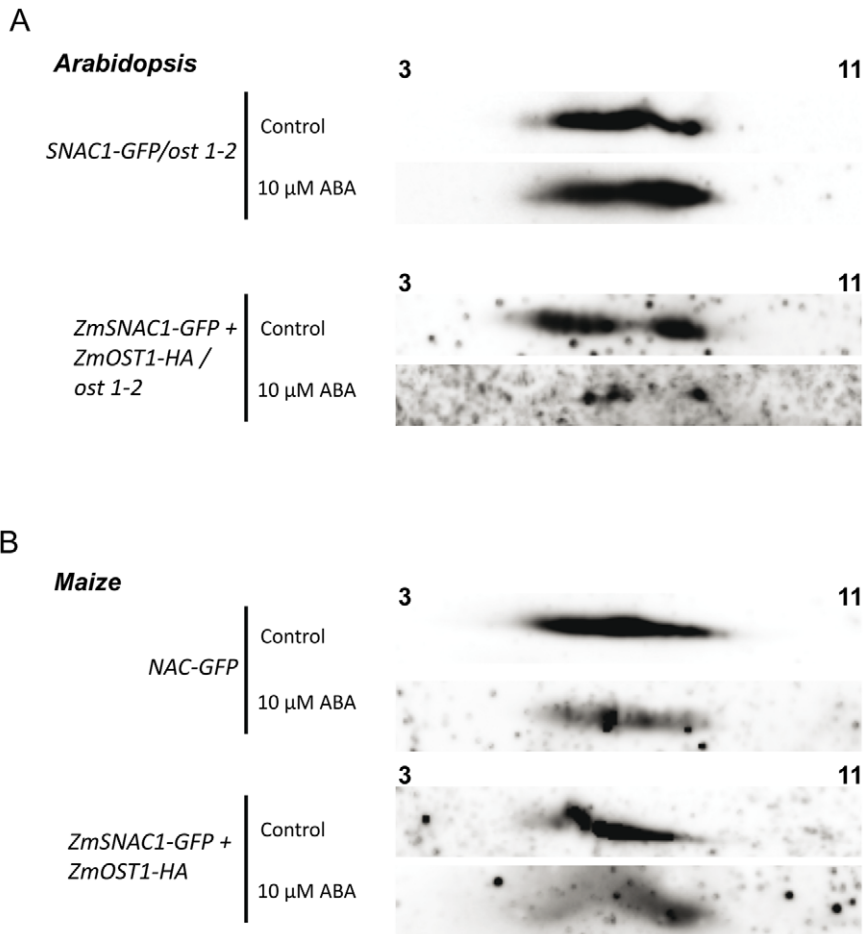 A
Arabidopsis
3 11
SNAC1-GFP/ost 1-2
Control
10 µM ABA
3 11
ZmSNAC1-GFP +
ZmOST1-HA /
ost 1-2
Control
10 µM ABA
B
Maize
3 11
NAC-GFP
Control
10 µM ABA
3 11
ZmSNAC1-GFP +
ZmOST1-HA
Control
10 µM ABA